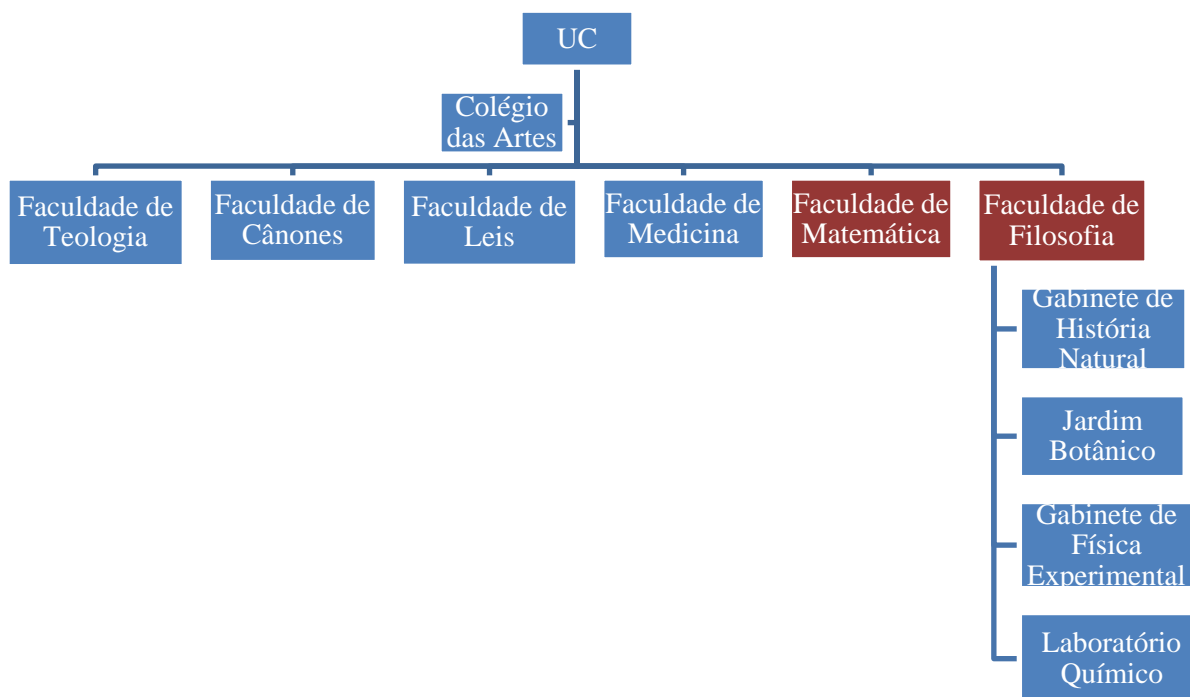 UC
Colégio
das Artes
Faculdade de
Teologia
Faculdade de
Cânones
Faculdade de
Leis
Faculdade de
Medicina
Faculdade de
Matemática
Faculdade de
Filosofia
Gabinete de
História
Natural
Jardim
Botânico
Gabinete de
Física
Experimental
Laboratório
Químico